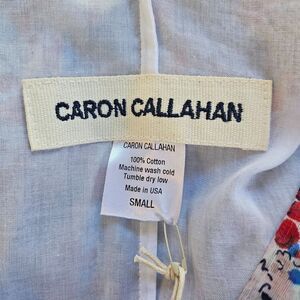 CARON CALLAHAN
CARON CALLAHAN
100% Cotton
Machine wash cold
Tumble dry low
Made in USA
SMALL